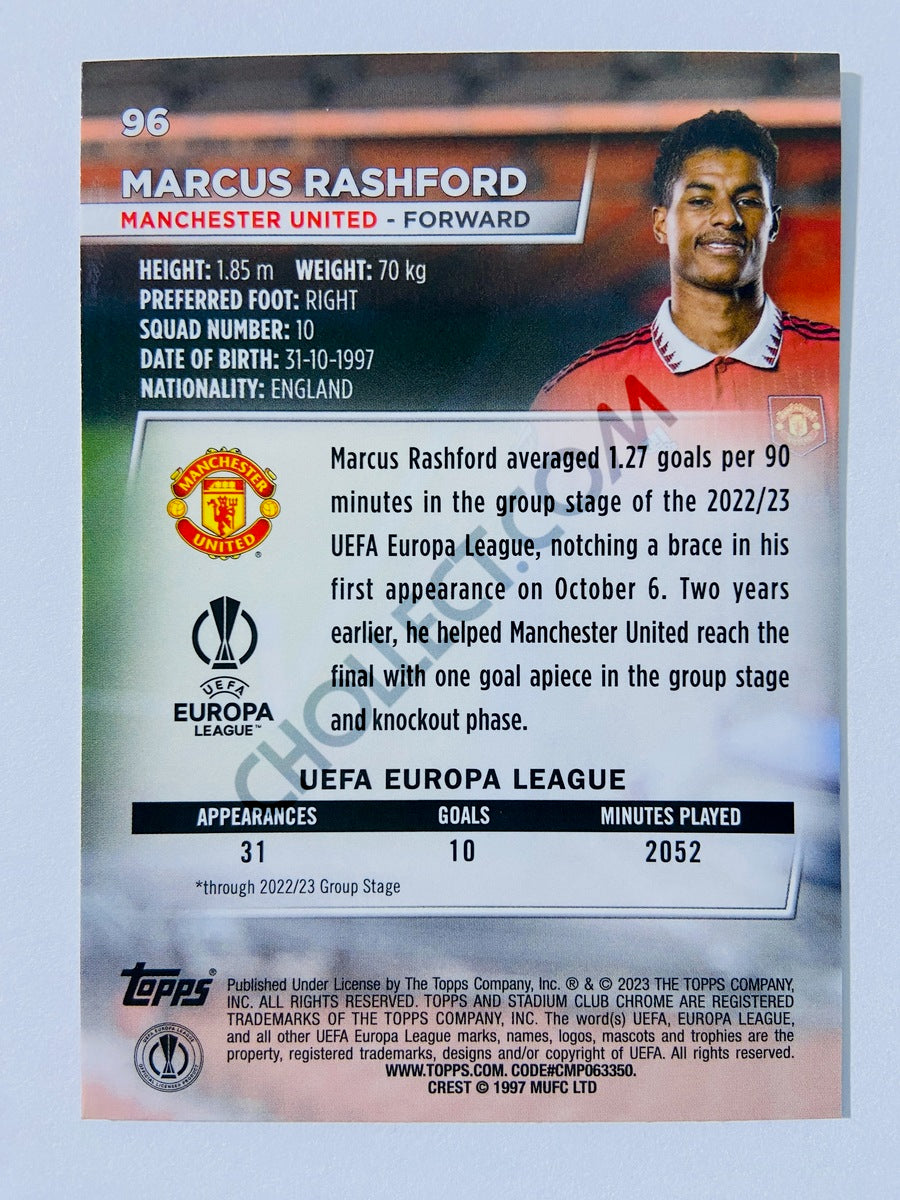 96
MARCUS RASHFORD
MANCHESTER UNITED - FORWARD
HEIGHT: 1.85 m WEIGHT: 70 kg
PREFERRED FOOT: RIGHT
SQUAD NUMBER: 10
DATE OF BIRTH: 31-10-1997
NATIONALITY: ENGLAND
MANCHESTER
UNITED
®
Marcus Rashford averaged 1.27 goals per 90
minutes in the group stage of the 2022/23
UEFA Europa League, notching a brace in his
first appearance on October 6. Two years
earlier, he helped Manchester United reach the
final with one goal apiece in the group stage
and knockout phase.
UEFA
EUROPA
LEAGUE™
CHOLLECT.COM
UEFA EUROPA LEAGUE
APPEARANCES GOALS MINUTES PLAYED
31 10 2052
*through 2022/23 Group Stage
Topps®
Published Under License by The Topps Company, Inc. ® & © 2023 THE TOPPS COMPANY,
INC. ALL RIGHTS RESERVED. TOPPS AND STADIUM CLUB CHROME ARE REGISTERED
TRADEMARKS OF THE TOPPS COMPANY, INC. The word(s) UEFA, EUROPA LEAGUE,
and all other UEFA Europa League marks, names, logos, mascots and trophies are the
property, registered trademarks, designs and/or copyright of UEFA. All rights reserved.
WWW.TOPPS.COM. CODE#CMP063350.
CREST © 1997 MUFC LTD
UEFA EUROPA LEAGUE
OFFICIAL LICENSED PRODUCT